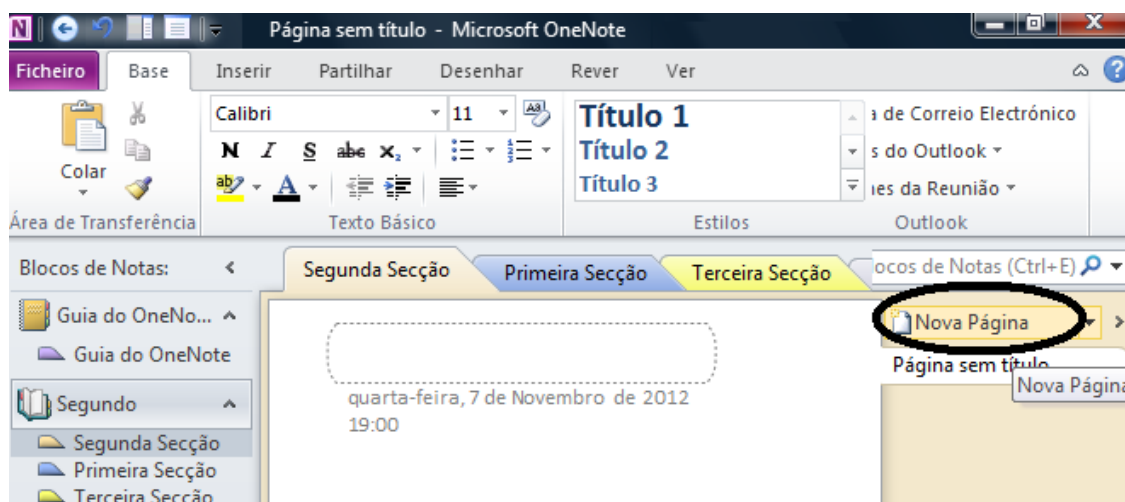 Página sem título - Microsoft OneNote
Ficheiro Base Inserir Partilhar Desenhar Rever Ver
Colar
Área de Transferência
Calibri 11
N I S abc x₂
ab A
Texto Básico
Título 1
Título 2
Título 3
Estilos
a de Correio Electrónico
s do Outlook
es da Reunião
Outlook
Blocos de Notas:
Segunda Secção Primeira Secção Terceira Secção
ocos de Notas (Ctrl+E)
Guia do OneNo...
Guia do OneNote
Segundo
Segunda Secção
Primeira Secção
Terceira Secção
quarta-feira, 7 de Novembro de 2012
19:00
Nova Página
Página sem título
Nova Página